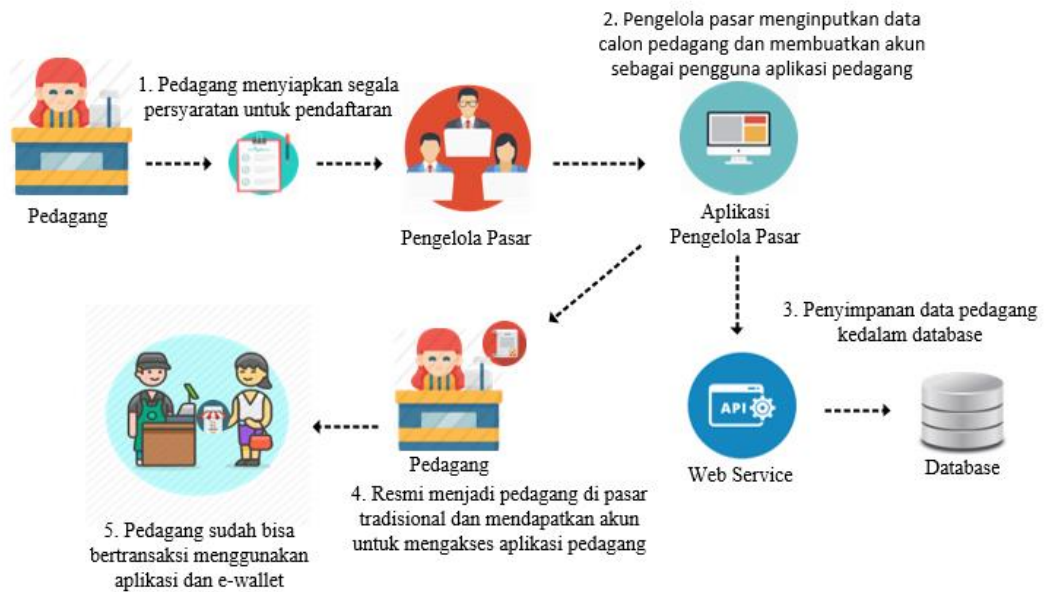 2. Pengelola pasar menginputkan data
calon pedagang dan membuatkan akun
sebagai pengguna aplikasi pedagang
1. Pedagang menyiapkan segala
persyaratan untuk pendaftaran
Pedagang
Pengelola Pasar
Aplikasi
Pengelola Pasar
3. Penyimpanan data pedagang
kedalam database
API
Web Service
Database
Pedagang
4. Resmi menjadi pedagang di pasar
tradisional dan mendapatkan akun
untuk mengakses aplikasi pedagang
5. Pedagang sudah bisa
bertransaksi menggunakan
aplikasi dan e-wallet